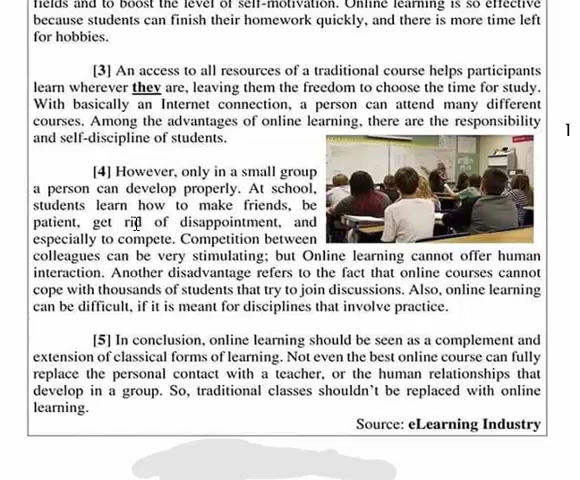 fields and to boost the level of self-motivation. Online learning is so effective
because students can finish their homework quickly, and there is more time left
for hobbies.
[3] An access to all resources of a traditional course helps participants
learn wherever they are, leaving them the freedom to choose the time for study.
With basically an Internet connection, a person can attend many different
courses. Among the advantages of online learning, there are the responsibility
and self-discipline of students.
1
[4] However, only in a small group
a person can develop properly. At school,
students learn how to make friends, be
patient, get rid of disappointment, and
especially to compete. Competition between
colleagues can be very stimulating; but Online learning cannot offer human
interaction. Another disadvantage refers to the fact that online courses cannot
cope with thousands of students that try to join discussions. Also, online learning
can be difficult, if it is meant for disciplines that involve practice.
[5] In conclusion, online learning should be seen as a complement and
extension of classical forms of learning. Not even the best online course can fully
replace the personal contact with a teacher, or the human relationships that
develop in a group. So, traditional classes shouldn't be replaced with online
learning.
Source: eLearning Industry